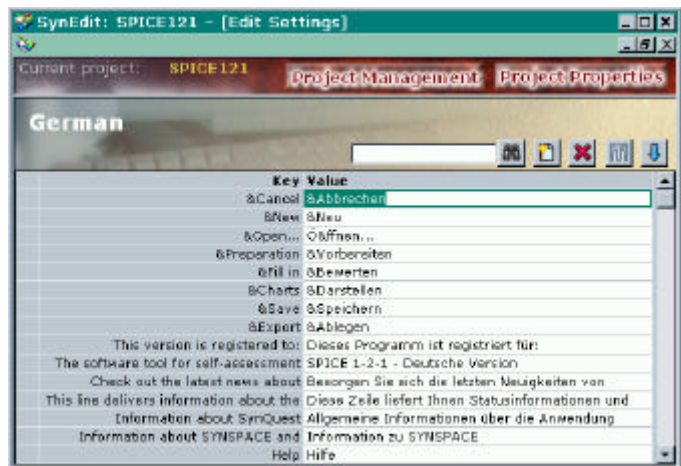 SynEdit: SPICE121 - [Edit Settings]
Current project: SPICE121 Project Management Project Properties
German
Key Value
&Cancel &Abbrechen
&New &Neu
&Open... Ö&ffnen...
&Preparation &Vorbereiten
&Fill in &Bewerten
&Charts &Darstellen
&Save &Speichern
&Export &Ablegen
This version is registered to: Dieses Programm ist registriert für:
The software tool for self-assessment SPICE 1-2-1 - Deutsche Version
Check out the latest news about Besorgen Sie sich die letzten Neuigkeiten von
This line delivers information about the Diese Zeile liefert Ihnen Statusinformationen und
Information about SynQuest Allgemeine Informationen über die Anwendung
Information about SYNSPACE and Information zu SYNSPACE
Help Hilfe